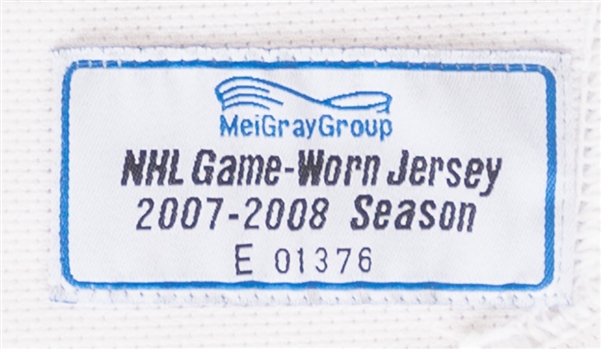 MeiGrayGroup
NHL Game-Worn Jersey
2007-2008 Season
E 01376